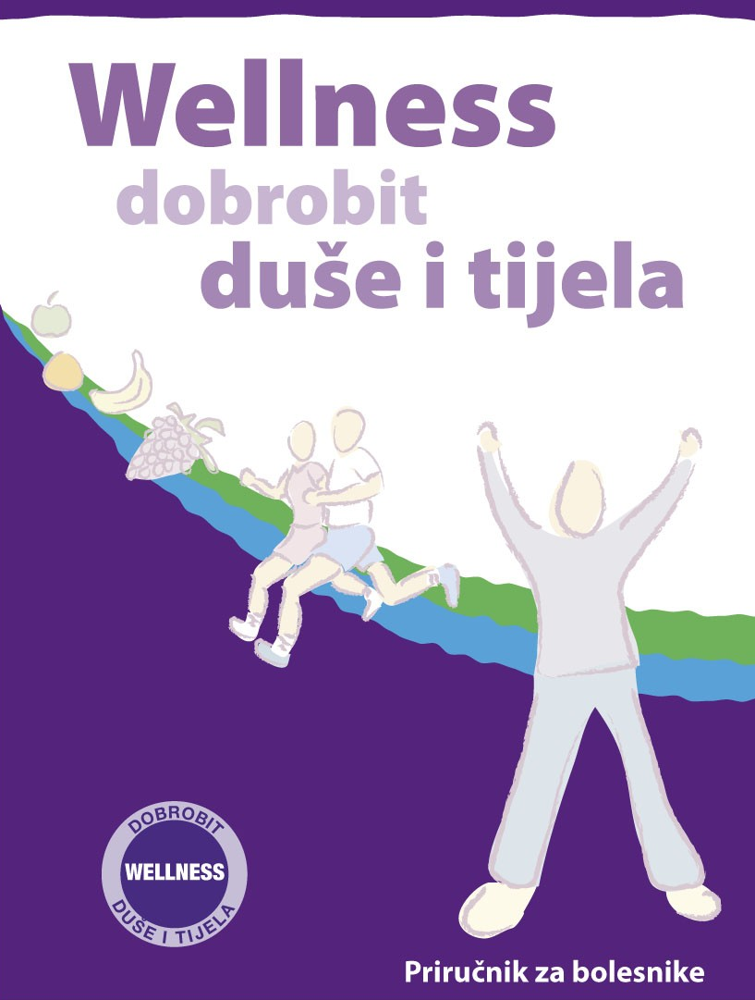 Wellness
dobrobit
duše i tijela
DOBROBIT
WELLNESS
DUŠE I TIJELA
Priručnik za bolesnike